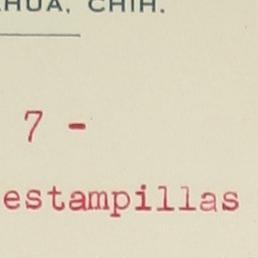 HUA, CHIH.
7 -
estampillas